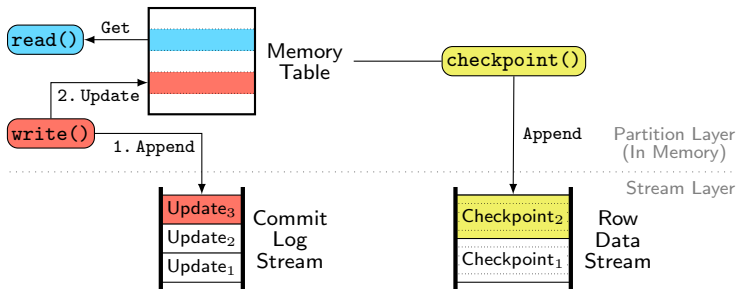 Get
read()
Memory
Table
checkpoint()
2. Update
write()
1. Append
Append
Partition Layer
(In Memory)
Stream Layer
Update₃
Update₂
Update₁
Commit
Log
Stream
Checkpoint₂
Checkpoint₁
Row
Data
Stream